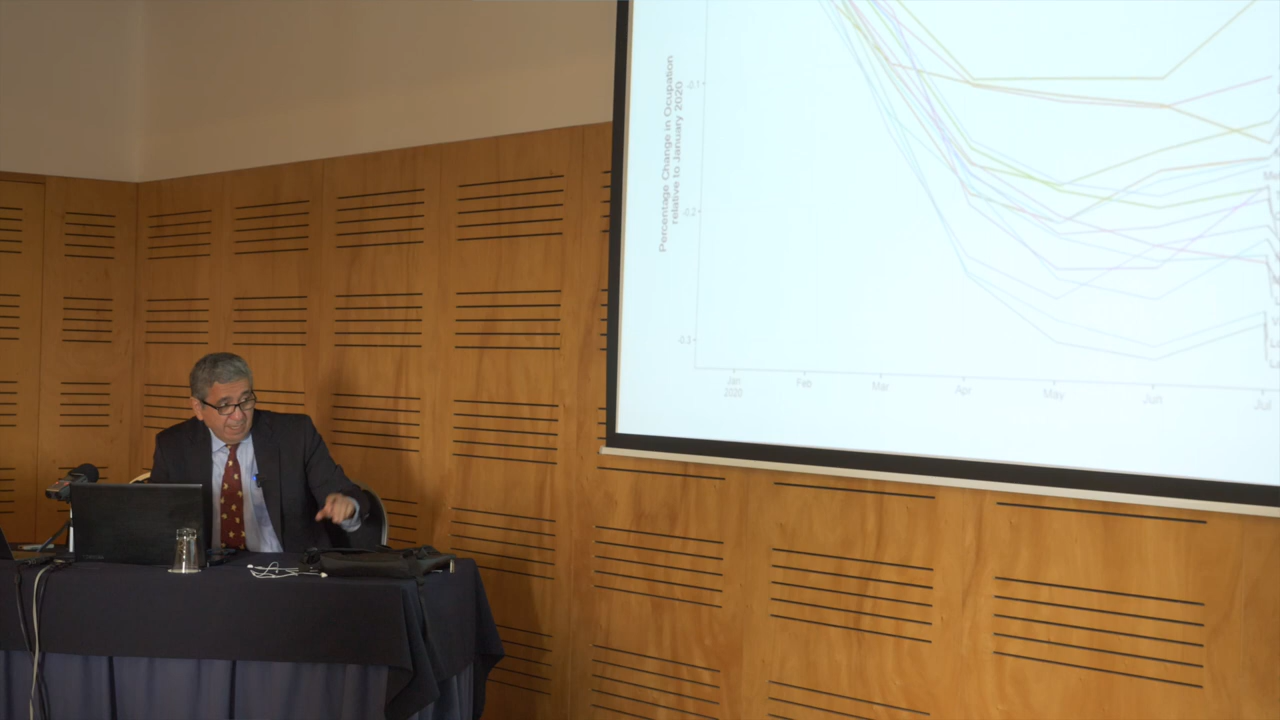 Percentage Change in Ocupation
relative to January 2020
-0.1
-0.2
-0.3
Jan
2020
Feb
Mar
Apr
May
Jun
Jul